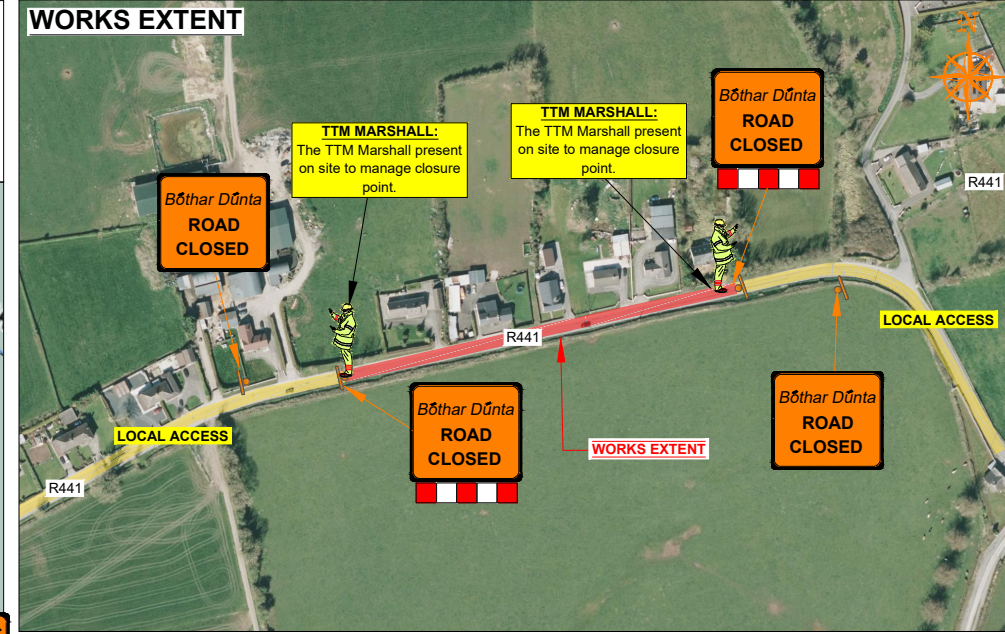 WORKS EXTENT
TTM MARSHALL:
The TTM Marshall present
on site to manage closure
point.
TTM MARSHALL:
The TTM Marshall present
on site to manage closure
point.
Bóthar Dúnta
ROAD
CLOSED
N
R441
Bóthar Dúnta
ROAD
CLOSED
R441
LOCAL ACCESS
Bóthar Dúnta
ROAD
CLOSED
Bóthar Dúnta
ROAD
CLOSED
LOCAL ACCESS
WORKS EXTENT
R441